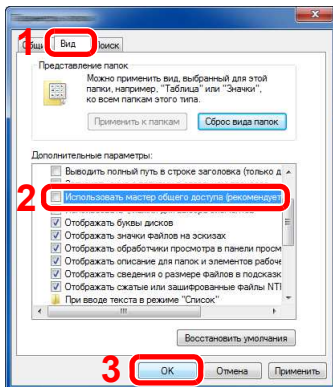 1
Общи
Вид
Поиск
Представление папок
Можно применить вид, выбранный для этой
папки, например, "Таблица" или "Значки",
ко всем папкам этого типа.
Применить к папкам
Сброс вида папок
Дополнительные параметры:
Выводить полный путь в строке заголовка (только д
2
Использовать мастер общего доступа (рекомендует
Отображать буквы дисков
Отображать значки файлов на эскизах
Отображать обработчики просмотра в панели просм
Отображать описание для папок и элементов рабоче
Отображать сведения о размере файлов в подсказк
Отображать сжатые или зашифрованные файлы NTI
При вводе текста в режиме "Список"
Восстановить умолчания
3
OK
Отмена
Применить